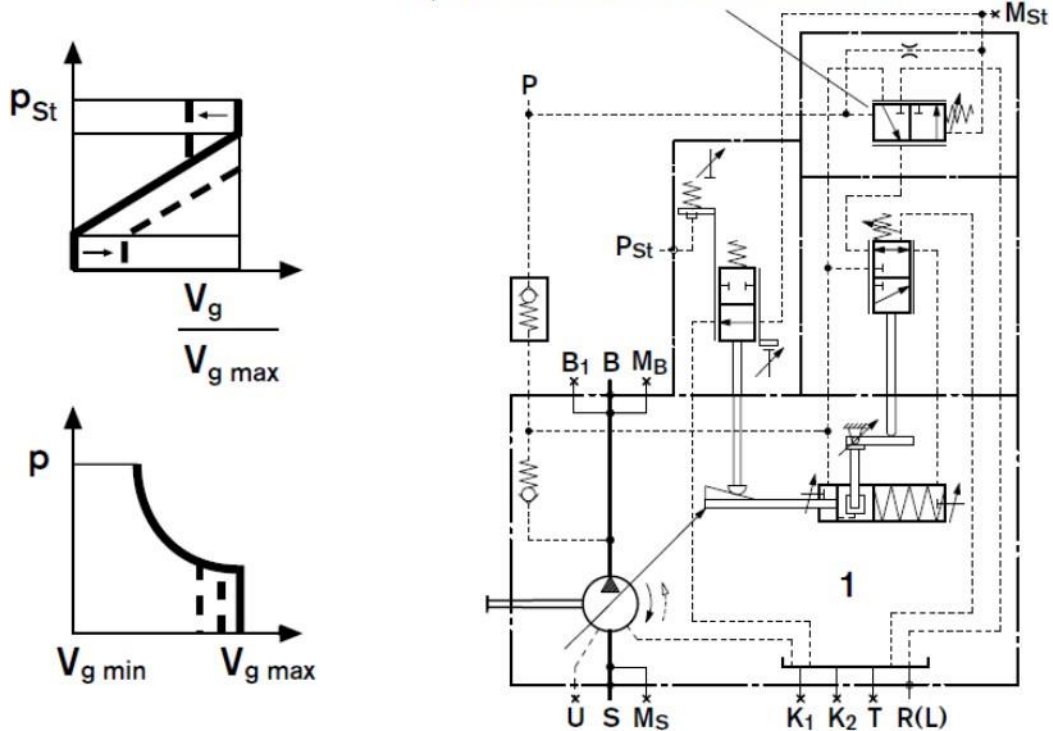 MSt
pSt
P
PSt
Vg
Vg max
B1 B MB
p
1
Vg min Vg max
U S MS K1 K2 T R(L)